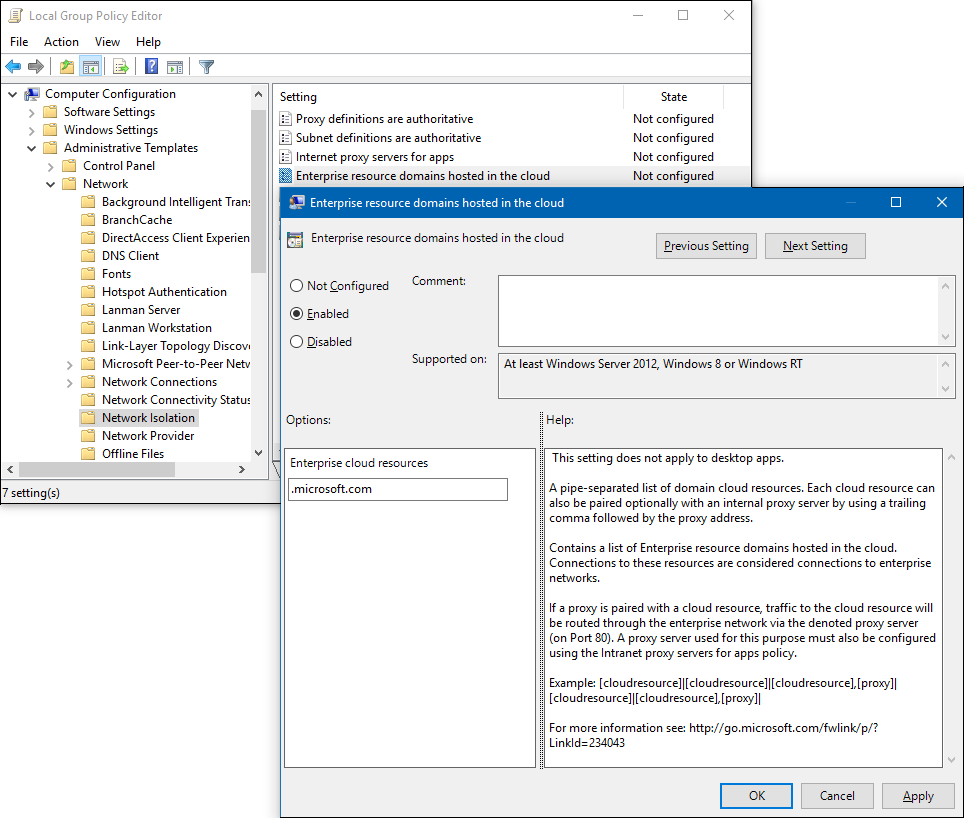 Local Group Policy Editor
File Action View Help
Computer Configuration
Software Settings
Windows Settings
Administrative Templates
Control Panel
Network
Background Intelligent Tran
BranchCache
DirectAccess Client Experien
DNS Client
Fonts
Hotspot Authentication
Lanman Server
Lanman Workstation
Link-Layer Topology Discov
Microsoft Peer-to-Peer Netw
Network Connections
Network Connectivity Status
Network Isolation
Network Provider
Offline Files
7 setting(s)
Setting State
Proxy definitions are authoritative Not configured
Subnet definitions are authoritative Not configured
Internet proxy servers for apps Not configured
Enterprise resource domains hosted in the cloud Not configured
Enterprise resource domains hosted in the cloud
Enterprise resource domains hosted in the cloud
Previous Setting Next Setting
Not Configured
Enabled
Disabled
Comment:
Supported on: At least Windows Server 2012, Windows 8 or Windows RT
Options:
Enterprise cloud resources
.microsoft.com
Help:
This setting does not apply to desktop apps.
A pipe-separated list of domain cloud resources. Each cloud resource can
also be paired optionally with an internal proxy server by using a trailing
comma followed by the proxy address.
Contains a list of Enterprise resource domains hosted in the cloud.
Connections to these resources are considered connections to enterprise
networks.
If a proxy is paired with a cloud resource, traffic to the cloud resource will
be routed through the enterprise network via the denoted proxy server
(on Port 80). A proxy server used for this purpose must also be configured
using the Intranet proxy servers for apps policy.
Example: [cloudresource]|[cloudresource]|[cloudresource],[proxy]|
[cloudresource]|[cloudresource],[proxy]|
For more information see: http://go.microsoft.com/fwlink/p/?
LinkId=234043
OK Cancel Apply